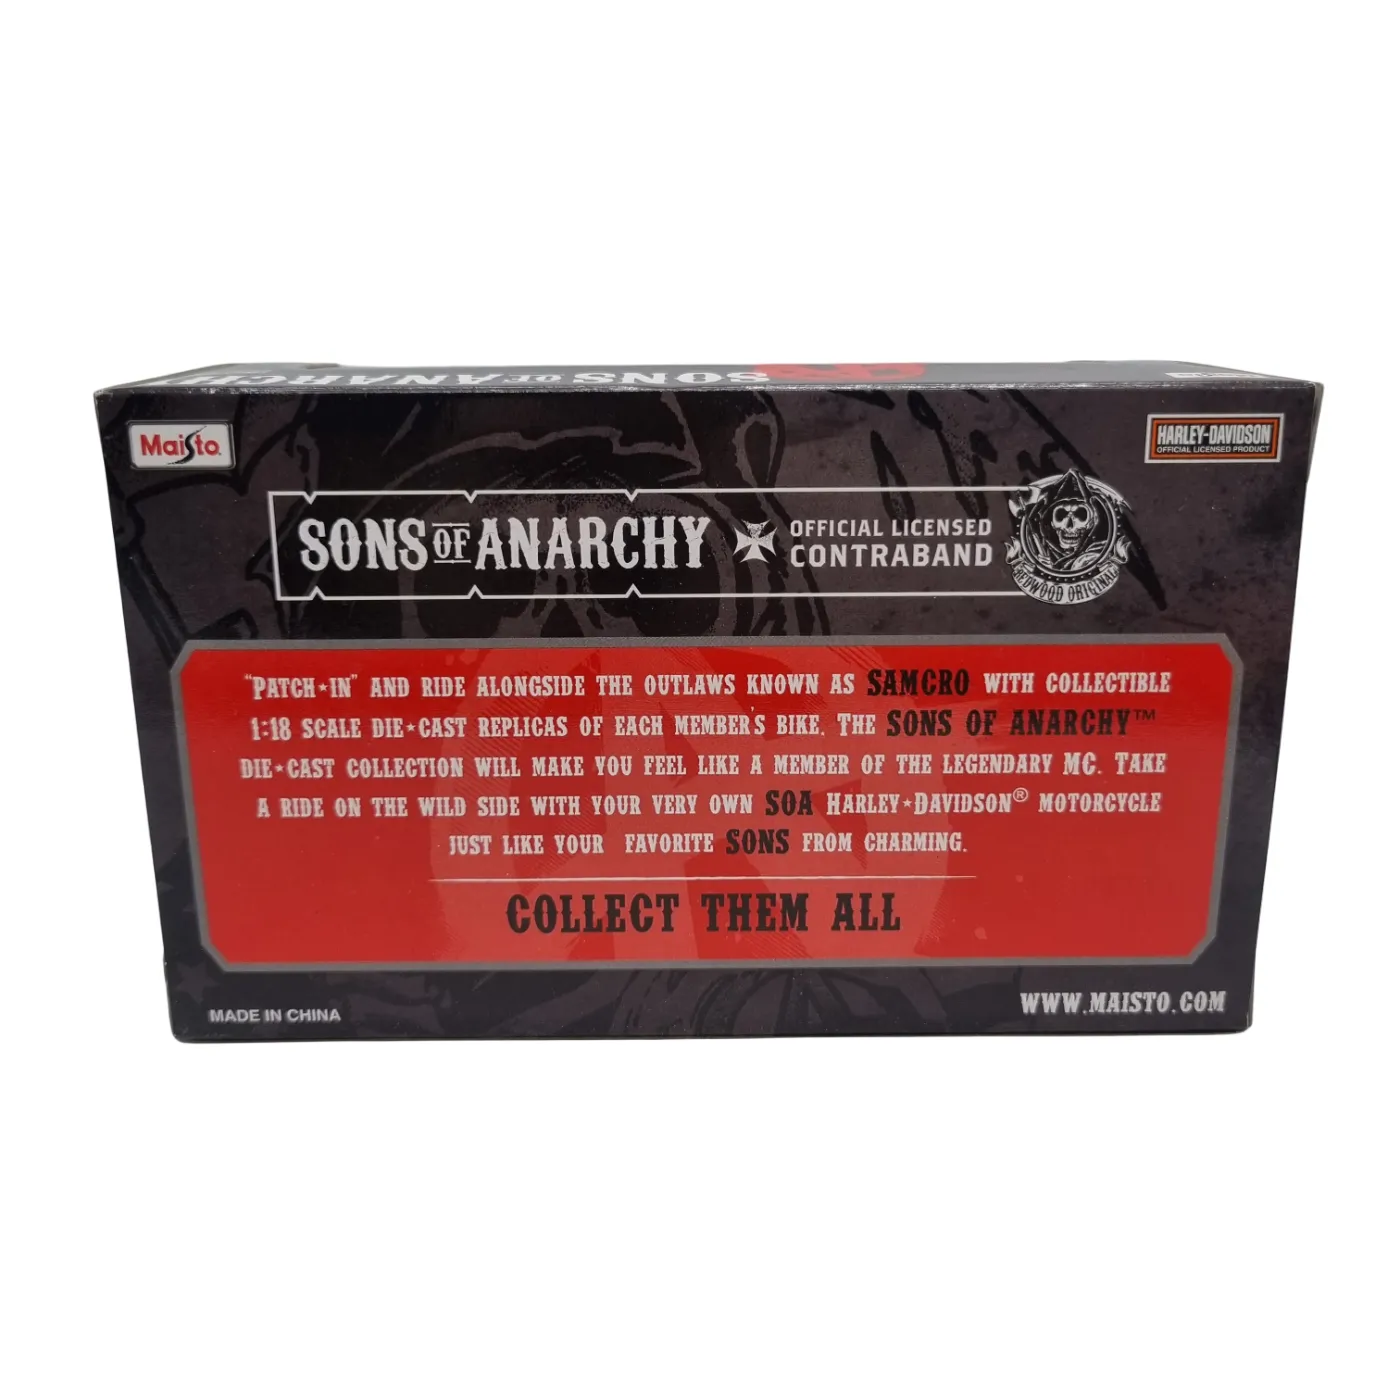 SONS OF ANARCHY
Maisto
HARLEY-DAVIDSON
OFFICIAL LICENSED PRODUCT
SONS OF ANARCHY
OFFICIAL LICENSED
CONTRABAND
REDWOOD ORIGINAL
"PATCH★IN" AND RIDE ALONGSIDE THE OUTLAWS KNOWN AS SAMCRO WITH COLLECTIBLE
1:18 SCALE DIE★CAST REPLICAS OF EACH MEMBER'S BIKE. THE SONS OF ANARCHY™
DIE★CAST COLLECTION WILL MAKE YOU FEEL LIKE A MEMBER OF THE LEGENDARY MC. TAKE
A RIDE ON THE WILD SIDE WITH YOUR VERY OWN SOA HARLEY★DAVIDSON® MOTORCYCLE
JUST LIKE YOUR FAVORITE SONS FROM CHARMING.
COLLECT THEM ALL
MADE IN CHINA
WWW.MAISTO.COM